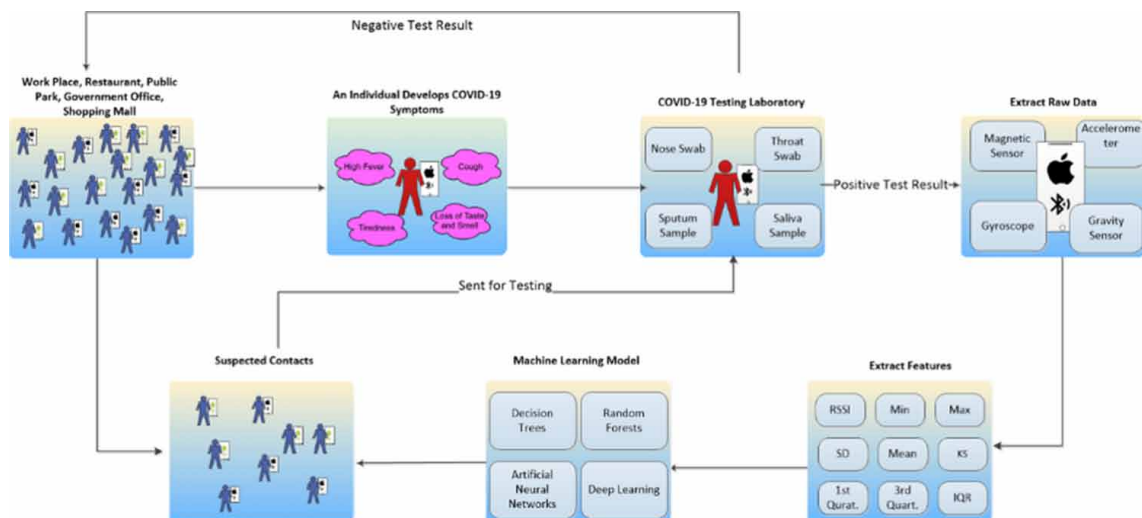 Negative Test Result
Work Place, Restaurant, Public
Park, Government Office,
Shopping Mall
An Individual Develops COVID-19
Symptoms
High Fever
Cough
Tiredness
Loss of Taste
and Smell
COVID-19 Testing Laboratory
Nose Swab
Throat
Swab
Sputum
Sample
Saliva
Sample
Positive Test Result
Extract Raw Data
Magnetic
Sensor
Accelerome
ter
Gyroscope
Gravity
Sensor
Sent for Testing
Suspected Contacts
Machine Learning Model
Decision
Trees
Random
Forests
Artificial
Neural
Networks
Deep Learning
Extract Features
RSSI
Min
Max
SD
Mean
KS
1st
Qurat.
3rd
Quart.
IQR